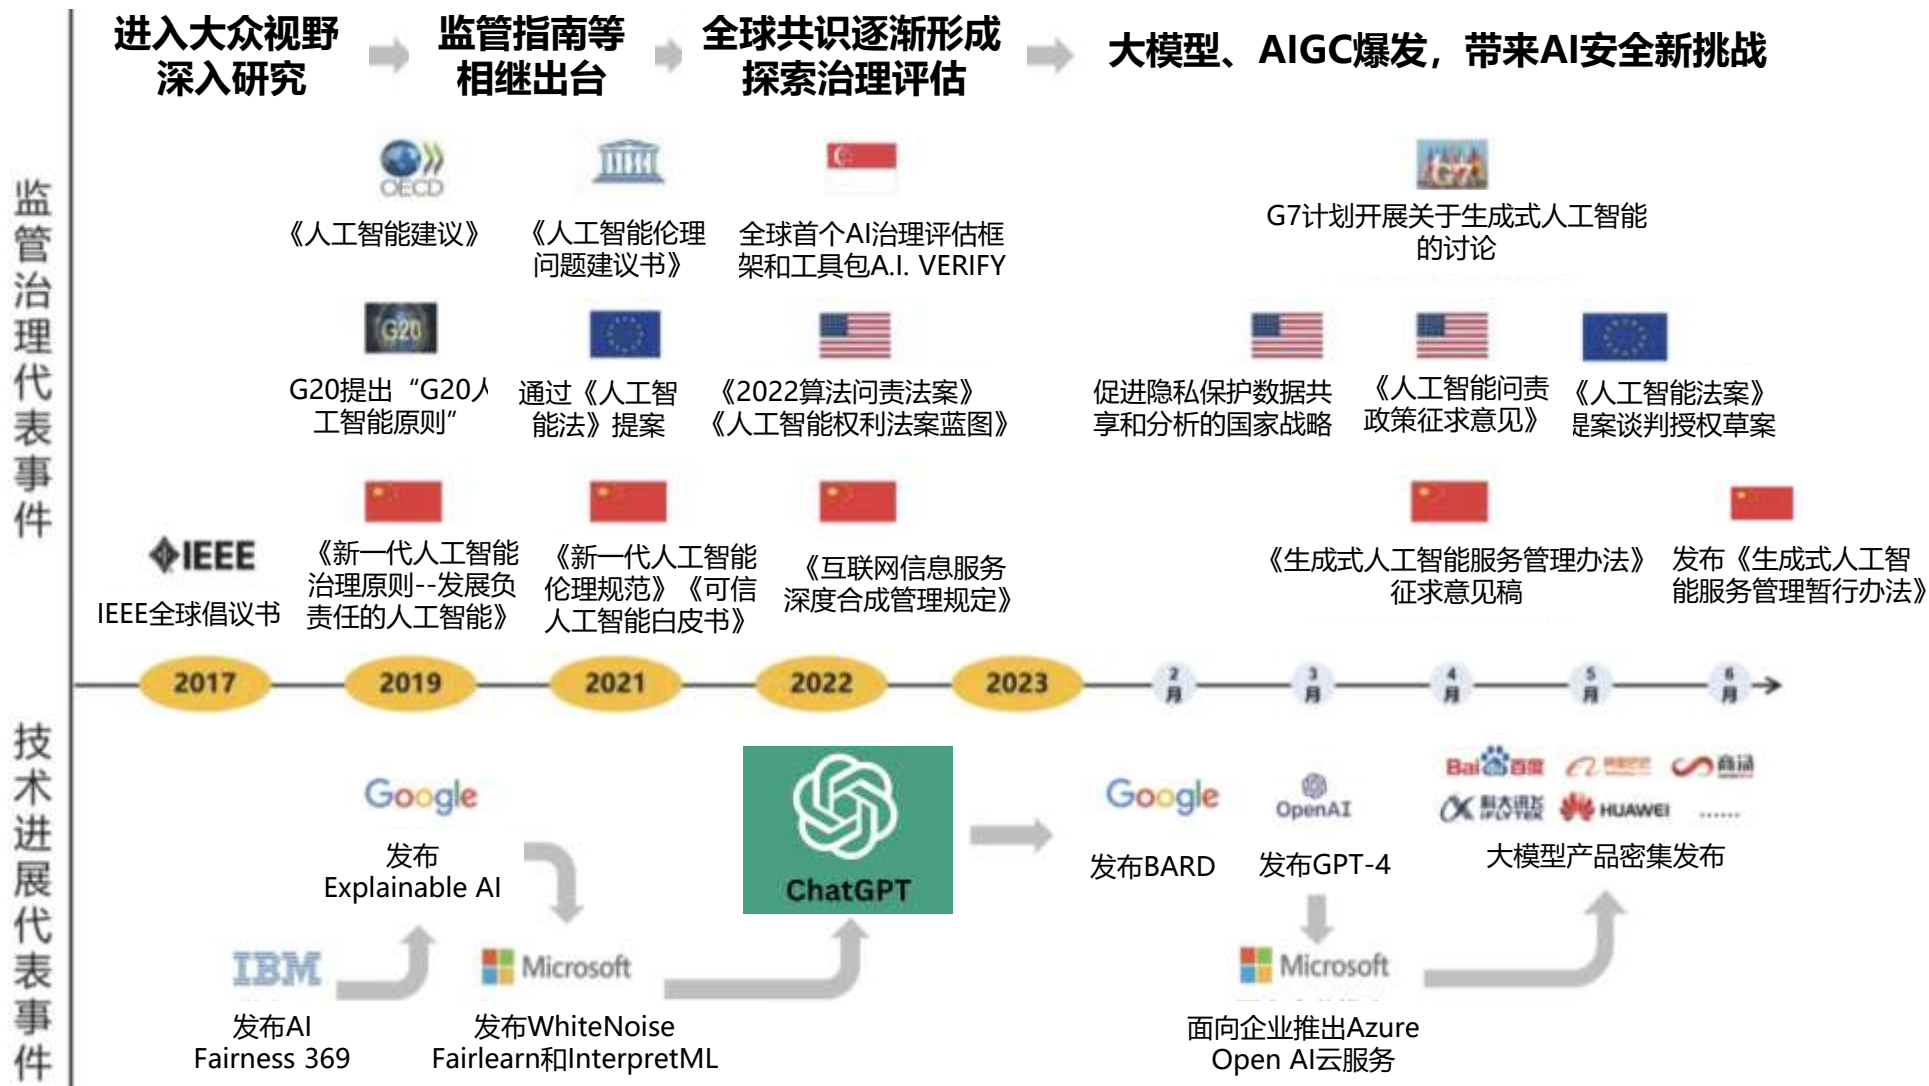 进入大众视野
深入研究
监管指南等
相继出台
全球共识逐渐形成
探索治理评估
大模型、AIGC爆发，带来AI安全新挑战
监管治理代表事件
OECD
《人工智能建议》
《人工智能伦理
问题建议书》
全球首个AI治理评估框
架和工具包A.I. VERIFY
G7
G7计划开展关于生成式人工智能
的讨论
G20
G20提出“G20人
工智能原则”
通过《人工智
能法》提案
《2022算法问责法案》
《人工智能权利法案蓝图》
促进隐私保护数据共
享和分析的国家战略
《人工智能问责
政策征求意见》
《人工智能法案》
提案谈判授权草案
IEEE
IEEE全球倡议书
《新一代人工智能
治理原则--发展负
责任的人工智能》
《新一代人工智能
伦理规范》《可信
人工智能白皮书》
《互联网信息服务
深度合成管理规定》
《生成式人工智能服务管理办法》
征求意见稿
发布《生成式人工智
能服务管理暂行办法》
2017
2019
2021
2022
2023
2月
3月
4月
5月
6月
技术进展代表事件
Google
发布
Explainable AI
IBM
发布AI
Fairness 369
Microsoft
发布WhiteNoise
Fairlearn和InterpretML
ChatGPT
Google
发布BARD
OpenAI
发布GPT-4
Microsoft
面向企业推出Azure
Open AI云服务
Bai百度
阿里巴巴
商汤
科大讯飞
iFLYTEK
HUAWEI
……
大模型产品密集发布